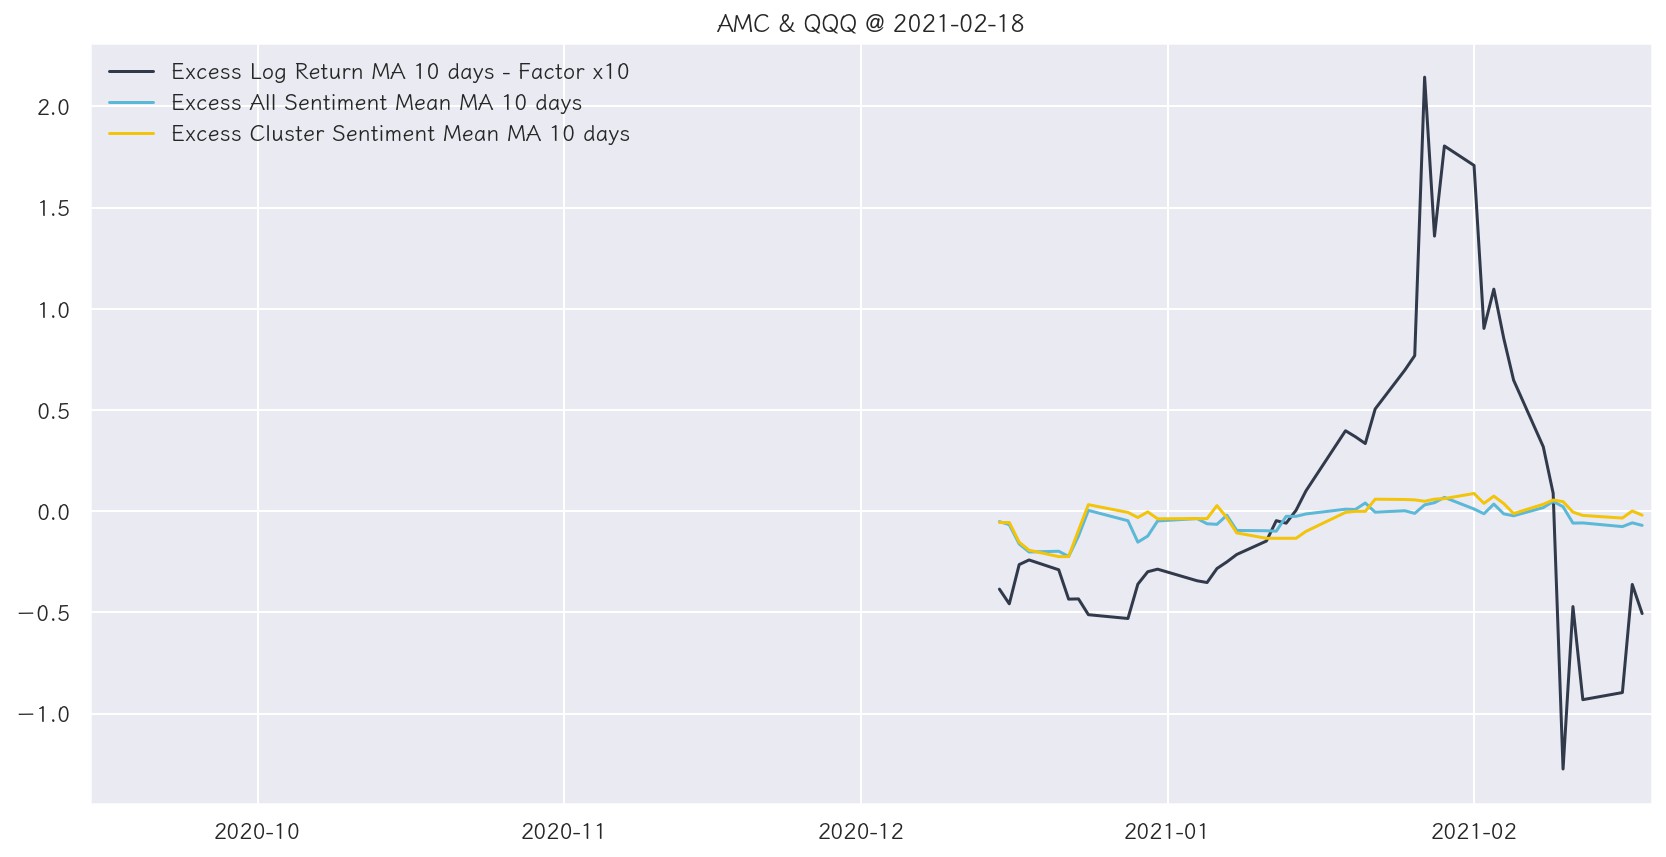 AMC & QQQ @ 2021-02-18
Excess Log Return MA 10 days - Factor x10
Excess All Sentiment Mean MA 10 days
Excess Cluster Sentiment Mean MA 10 days
2.0
1.5
1.0
0.5
0.0
−0.5
−1.0
2020-10 2020-11 2020-12 2021-01 2021-02